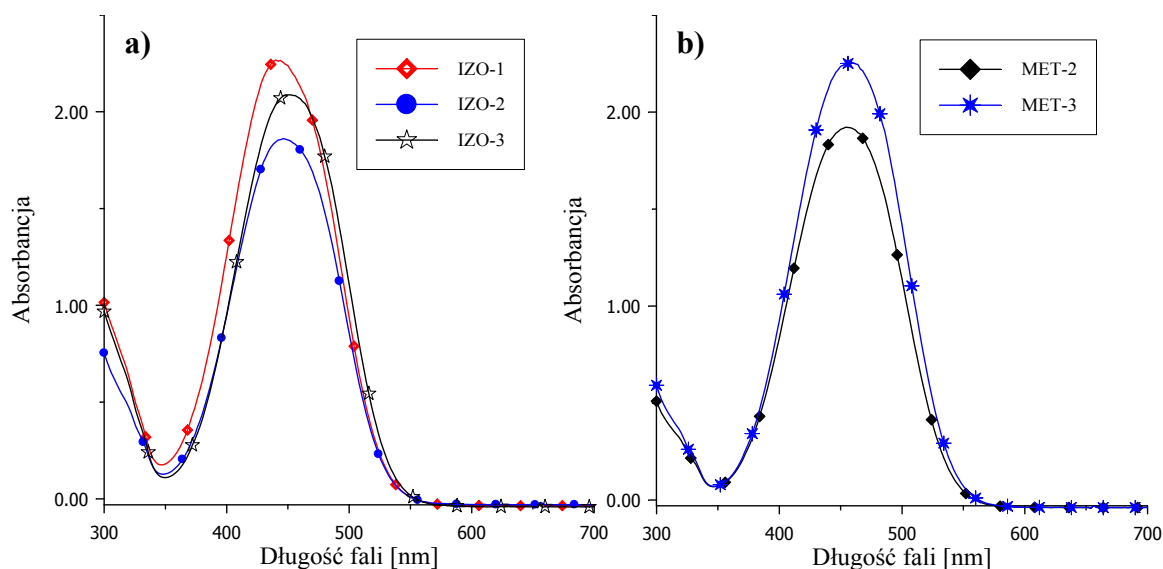 a)
IZO-1
IZO-2
IZO-3
2.00
1.00
0.00
Absorbancja
300
400
500
600
700
Długość fali [nm]
b)
MET-2
MET-3
2.00
1.00
0.00
Absorbancja
300
400
500
600
700
Długość fali [nm]